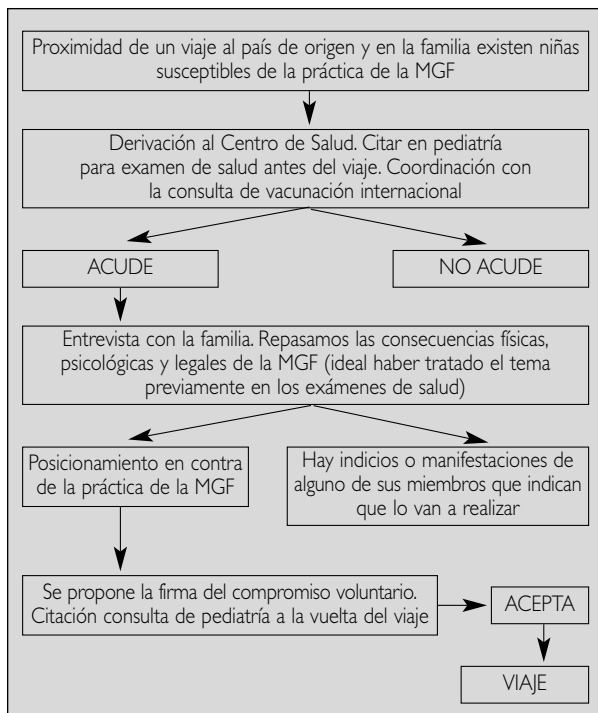 Proximidad de un viaje al país de origen y en la familia existen niñas
susceptibles de la práctica de la MGF
Derivación al Centro de Salud. Citar en pediatría
para examen de salud antes del viaje. Coordinación con
la consulta de vacunación internacional
ACUDE
NO ACUDE
Entrevista con la familia. Repasamos las consecuencias físicas,
psicológicas y legales de la MGF (ideal haber tratado el tema
previamente en los exámenes de salud)
Posicionamiento en contra
de la práctica de la MGF
Hay indicios o manifestaciones de
alguno de sus miembros que indican
que lo van a realizar
Se propone la firma del compromiso voluntario.
Citación consulta de pediatría a la vuelta del viaje
ACEPTA
VIAJE